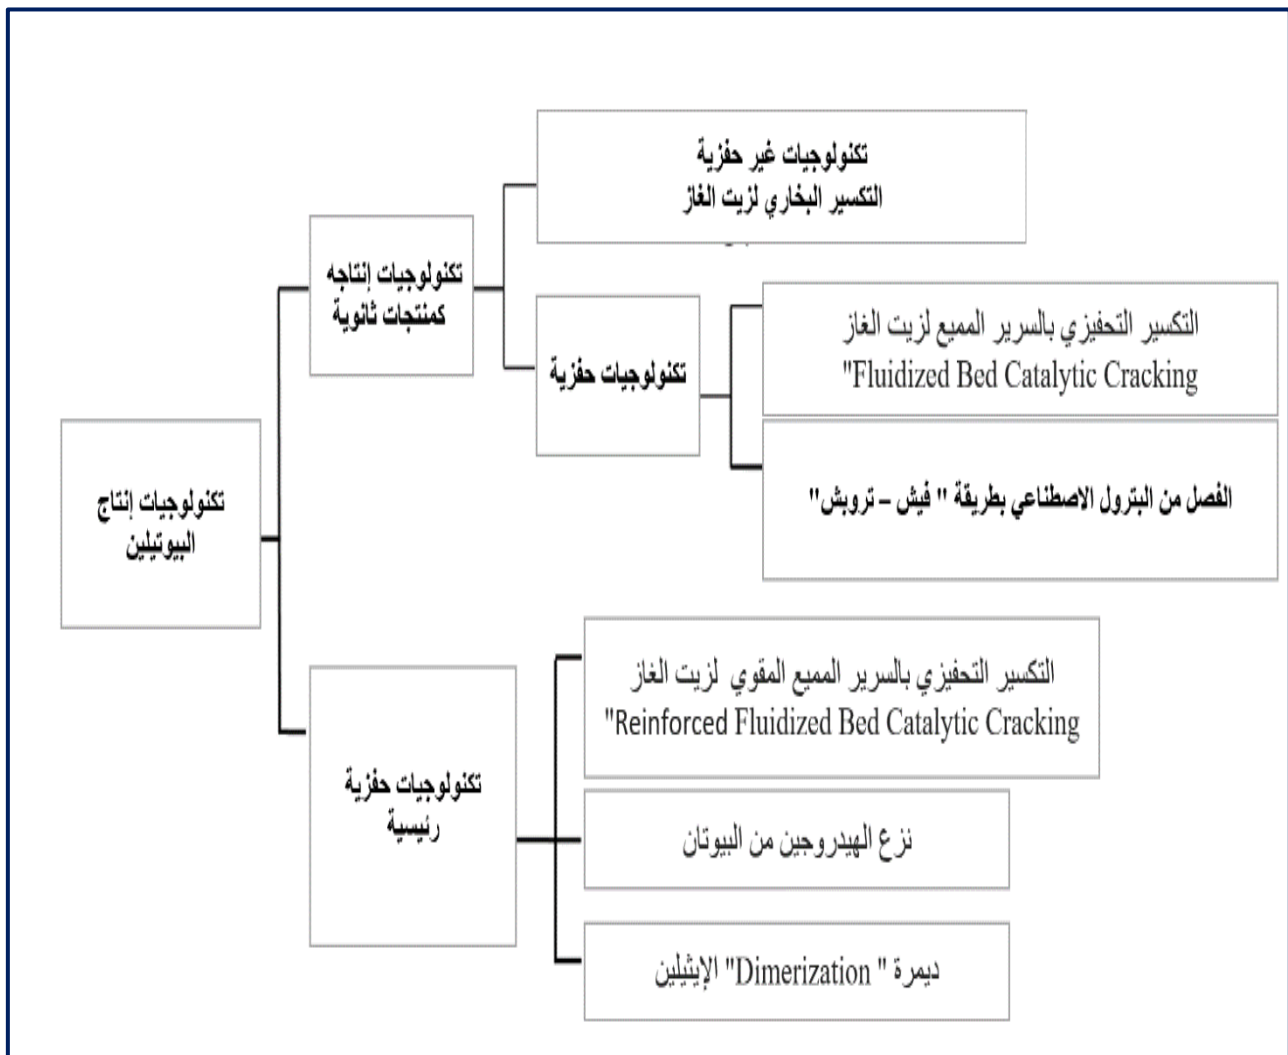 تكنولوجيات غير حفزية
التكسير البخاري لزيت الغاز
تكنولوجيات إنتاجه
كمنتجات ثانوية
التكسير التحفيزي بالسرير المميع لزيت الغاز
"Fluidized Bed Catalytic Cracking
تكنولوجيات حفزية
الفصل من البترول الاصطناعي بطريقة " فيش – تروبش"
تكنولوجيات إنتاج
البيوتيلين
التكسير التحفيزي بالسرير المميع المقوي لزيت الغاز
"Reinforced Fluidized Bed Catalytic Cracking
تكنولوجيات حفزية
رئيسية
نزع الهيدروجين من البيوتان
ديمرة " Dimerization" الإيثيلين